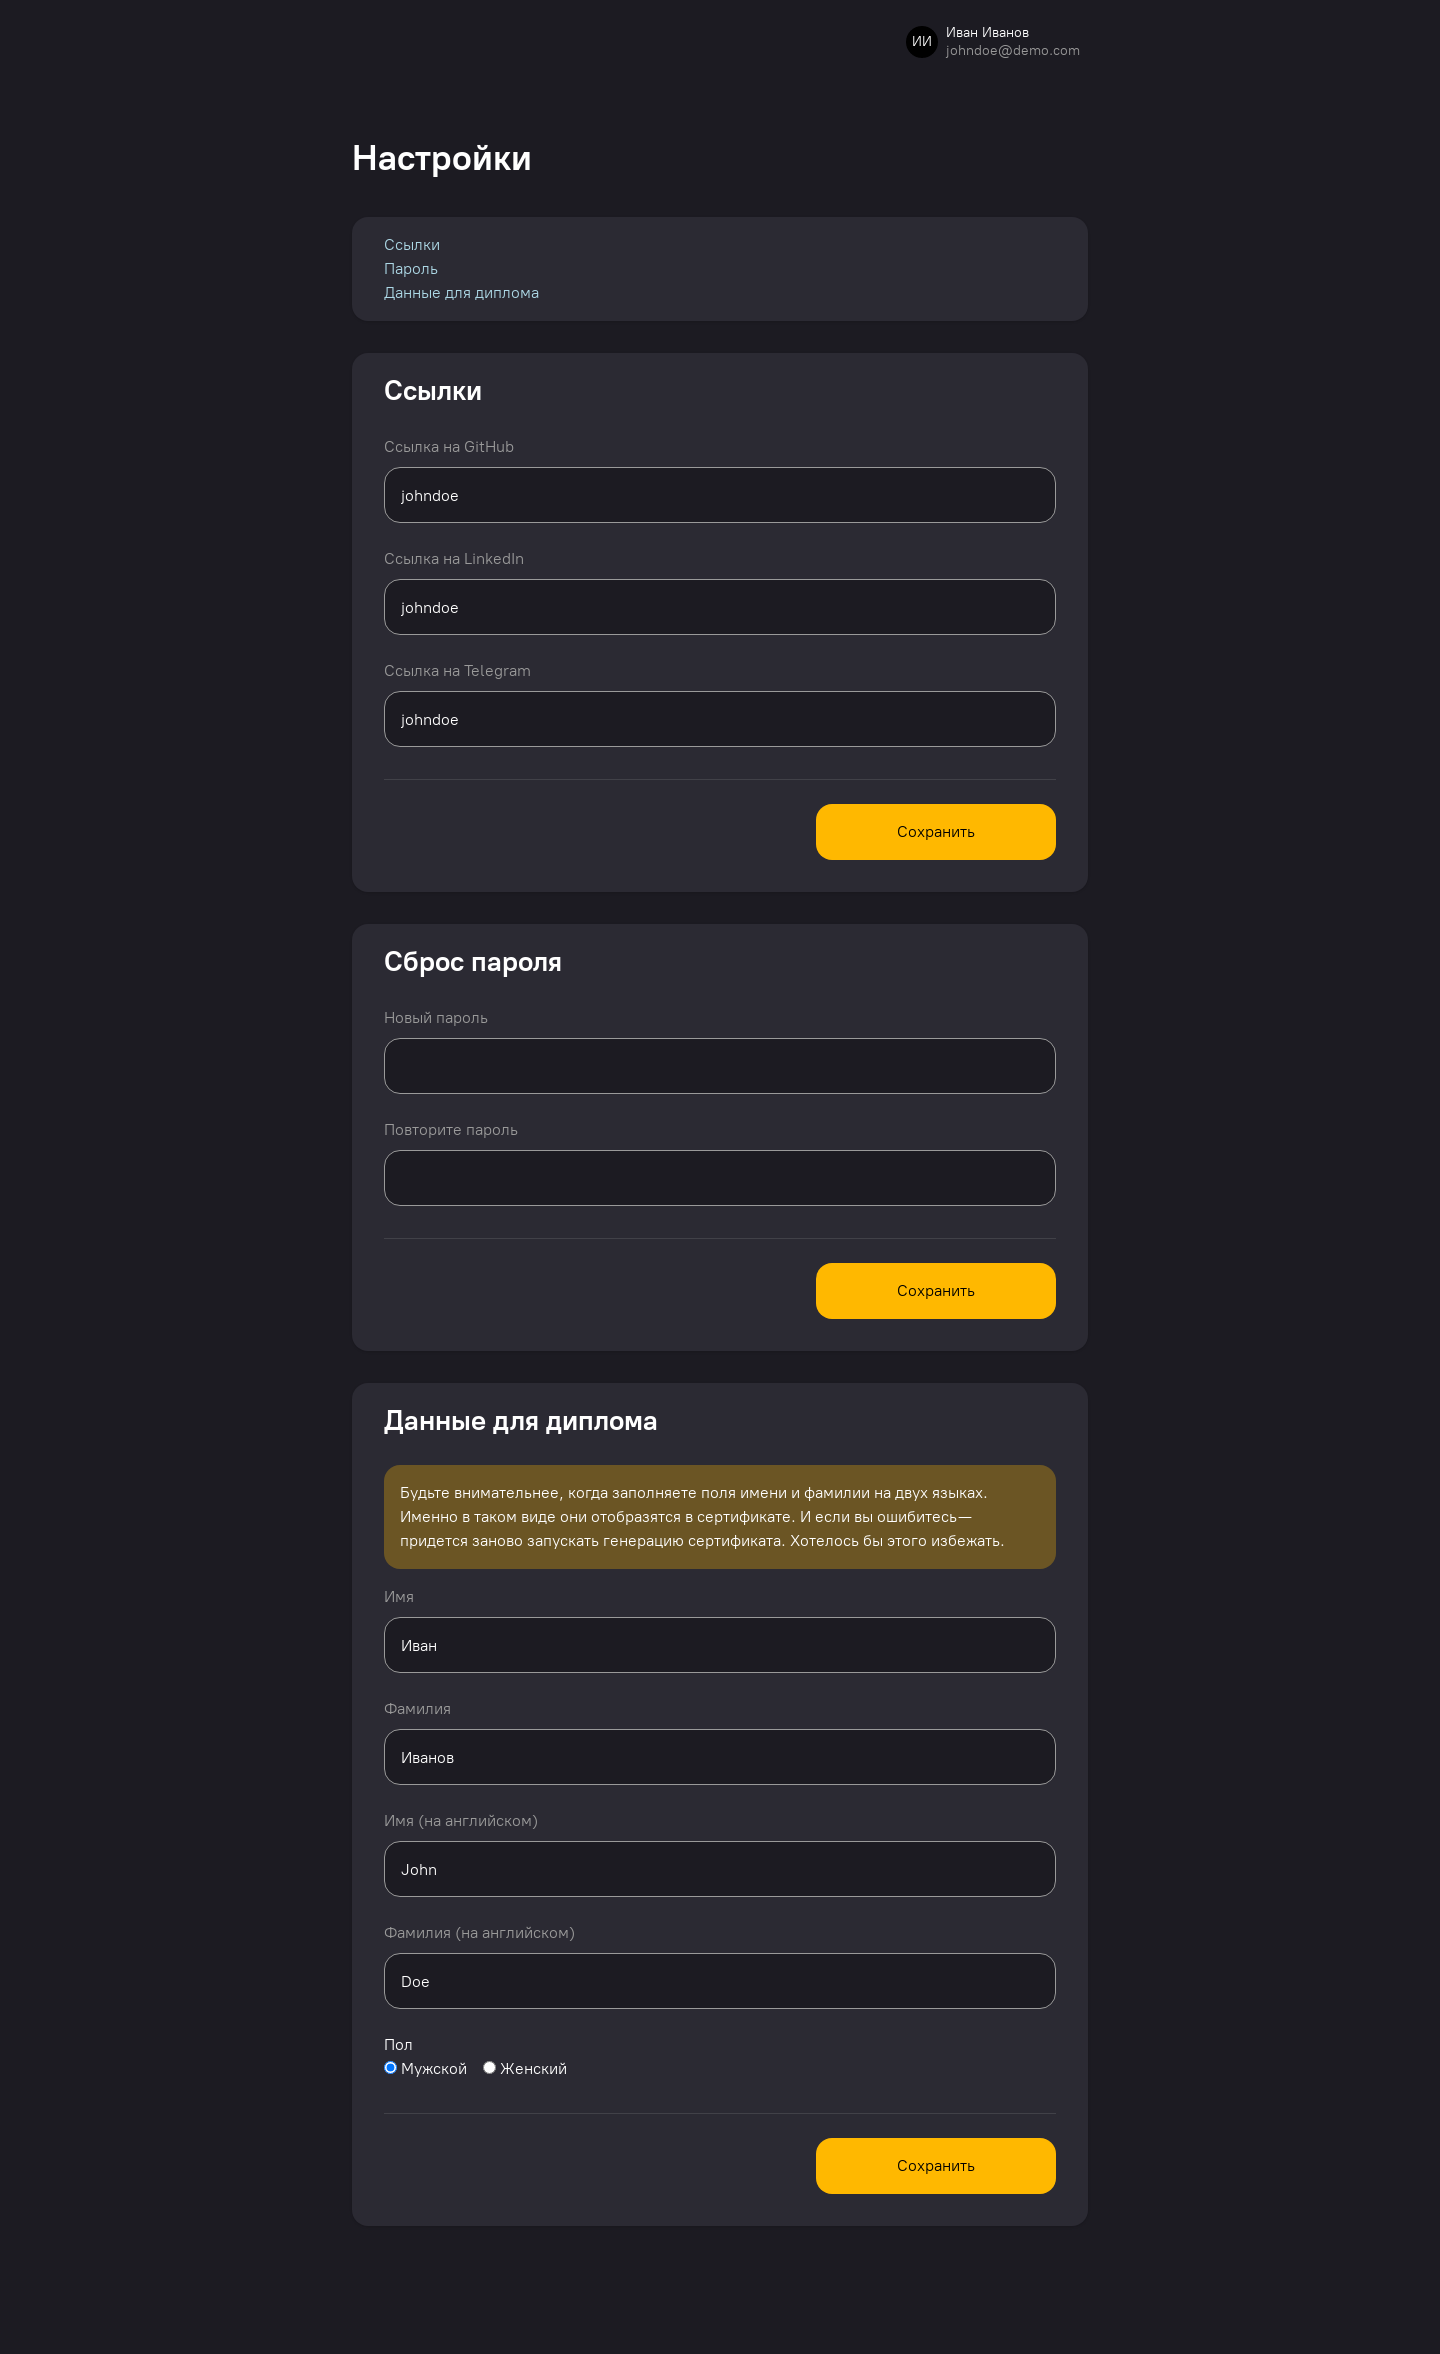 ИИ
Иван Иванов
johndoe@demo.com
Настройки
Ссылки
Пароль
Данные для диплома
Ссылки
Ссылка на GitHub
johndoe
Ссылка на LinkedIn
johndoe
Ссылка на Telegram
johndoe
Сохранить
Сброс пароля
Новый пароль
Повторите пароль
Сохранить
Данные для диплома
Будьте внимательнее, когда заполняете поля имени и фамилии на двух языках.
Именно в таком виде они отобразятся в сертификате. И если вы ошибитесь —
придется заново запускать генерацию сертификата. Хотелось бы этого избежать.
Имя
Иван
Фамилия
Иванов
Имя (на английском)
John
Фамилия (на английском)
Doe
Пол
Мужской Женский
Сохранить